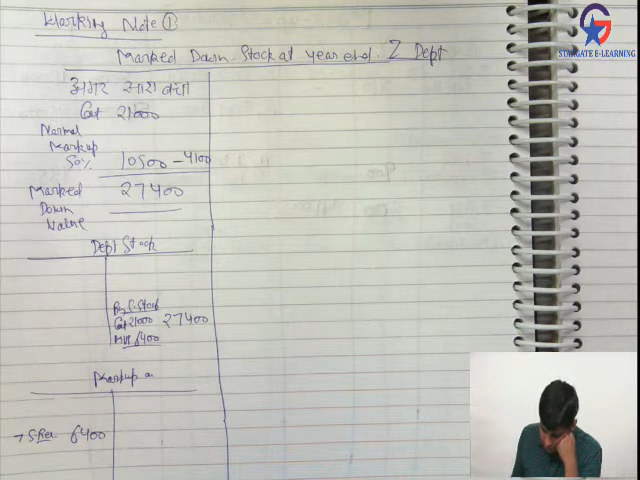 STARGATE E-LEARNING
Working Note ①
Marked Down Stock at year end. Z Dept
अगर सारा बचा
Cost 21000
Normal
Markup
50% 10500 - 4100
Marked 27400
Down
Value
Dept Stock
By C. Stock
Cost 21000 27400
MU 6400
Markup a
6400